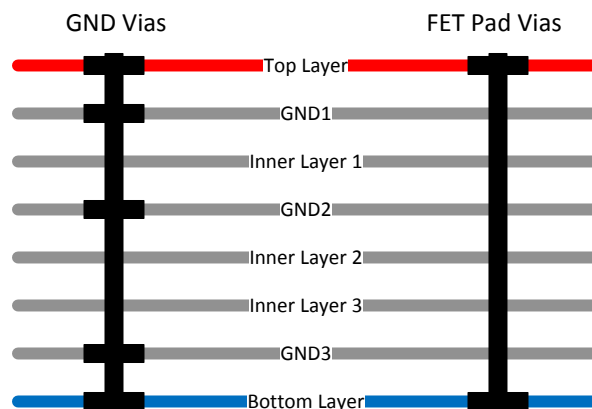 GND Vias
FET Pad Vias
Top Layer
GND1
Inner Layer 1
GND2
Inner Layer 2
Inner Layer 3
GND3
Bottom Layer